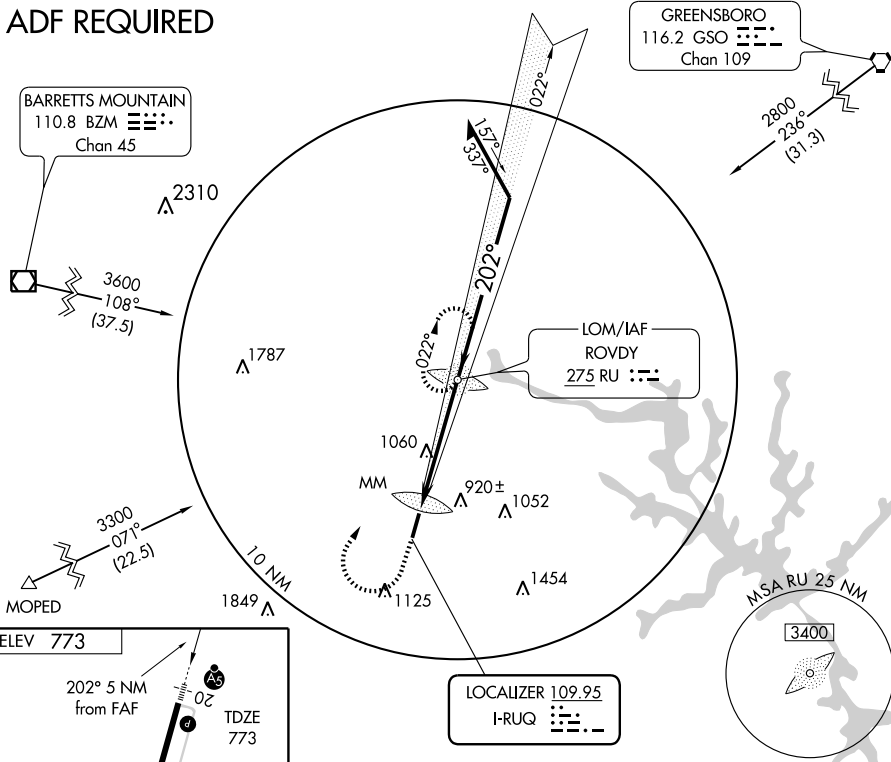 ADF REQUIRED
GREENSBORO
116.2 GSO
Chan 109
BARRETTS MOUNTAIN
110.8 BZM
Chan 45
022°
157°
337°
2800
236°
(31.3)
2310
202°
3600
108°
(37.5)
LOM/IAF
ROVDY
275 RU
022°
1787
1060
MM
920±
1052
3300
071°
(22.5)
MOPED
10 NM
1849
1125
1454
MSA RU 25 NM
3400
ELEV 773
202° 5 NM
from FAF
A5
20
P
TDZE
773
LOCALIZER 109.95
I-RUQ